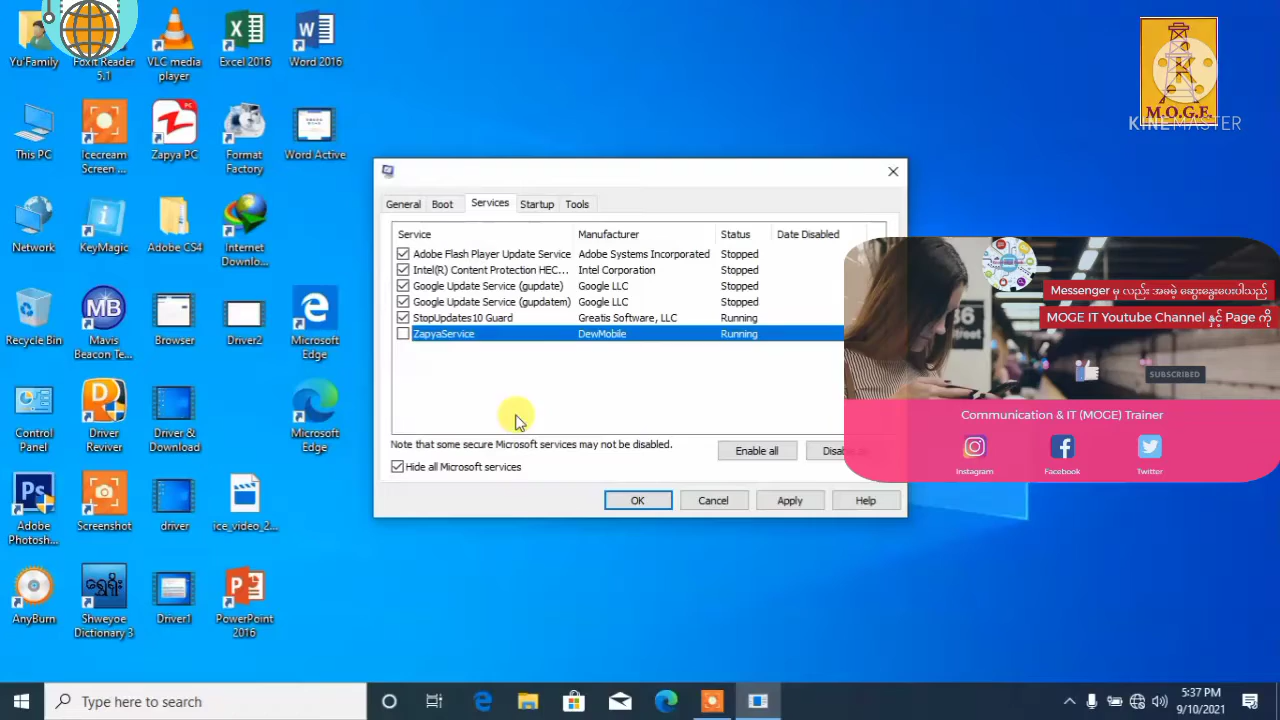 Yu'Family
Foxit Reader
5.1
VLC media
player
Excel 2016
Word 2016
This PC
Icecream
Screen ...
Zapya PC
Format
Factory
Word Active
Network
KeyMagic
Adobe CS4
Internet
Downlo...
Recycle Bin
Mavis
Beacon Te...
Browser
Driver2
Microsoft
Edge
Control
Panel
Driver
Reviver
Driver &
Download
Microsoft
Edge
Adobe
Photosh...
Screenshot
driver
ice_video_2...
AnyBurn
ရွှေရိုး
Shweyoe
Dictionary 3
Driver1
PowerPoint
2016
M.O.G.E.
KINEMASTER
General Boot Services Startup Tools
Service Manufacturer Status Date Disabled
Adobe Flash Player Update Service Adobe Systems Incorporated Stopped
Intel(R) Content Protection HEC... Intel Corporation Stopped
Google Update Service (gupdate) Google LLC Stopped
Google Update Service (gupdatem) Google LLC Stopped
StopUpdates10 Guard Greatis Software, LLC Running
ZapyaService DewMobile Running
Note that some secure Microsoft services may not be disabled.
Enable all
Hide all Microsoft services
OK Cancel Apply Help
Messenger မှ လည်း အခမဲ့ ဆွေးနွေးပေးပါသည်
MOGE IT Youtube Channel နှင့် Page ကို
SUBSCRIBED
Communication & IT (MOGE) Trainer
Instagram Facebook Twitter
Type here to search
5:37 PM
9/10/2021